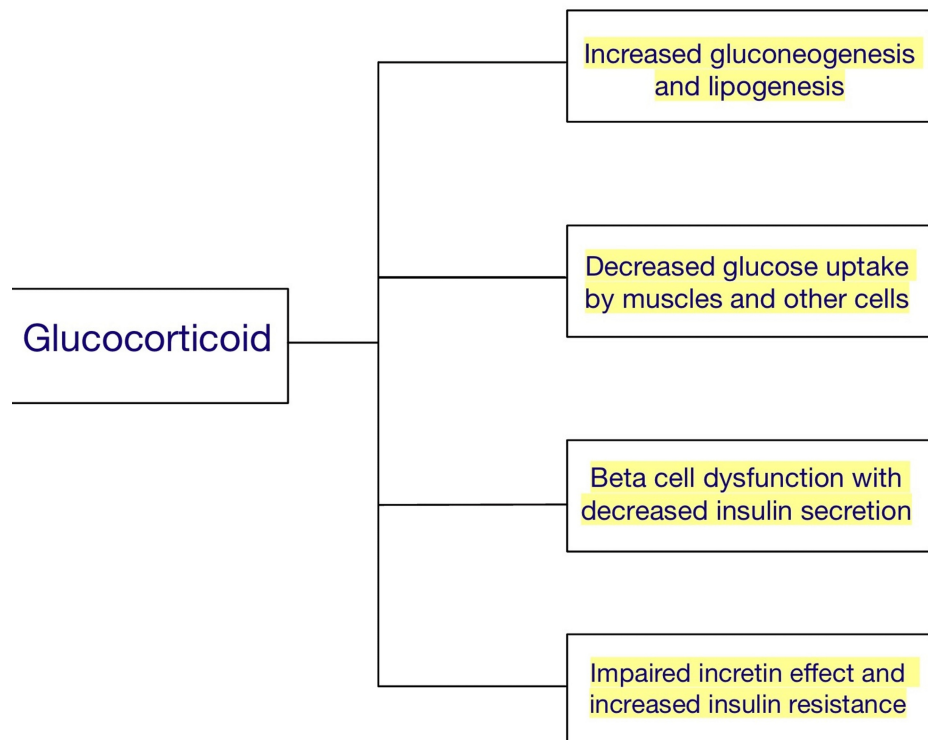 Increased gluconeogenesis
and lipogenesis
Decreased glucose uptake
by muscles and other cells
Glucocorticoid
Beta cell dysfunction with
decreased insulin secretion
Impaired incretin effect and
increased insulin resistance